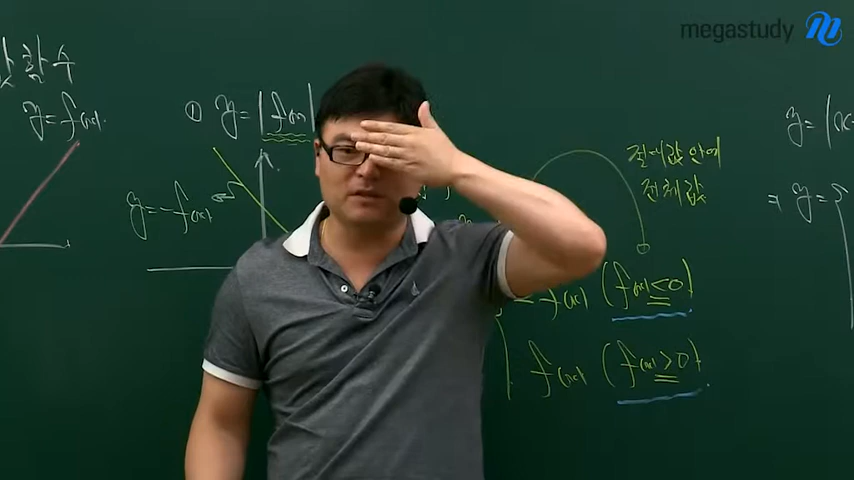 megastudy
함수
y=f(x)
① y=|f(x)|
y=-f(x)
절대값 안에
전체 값
y=|x
⇒ y=
-f(x) (f(x)<0)
f(x) (f(x)>0)